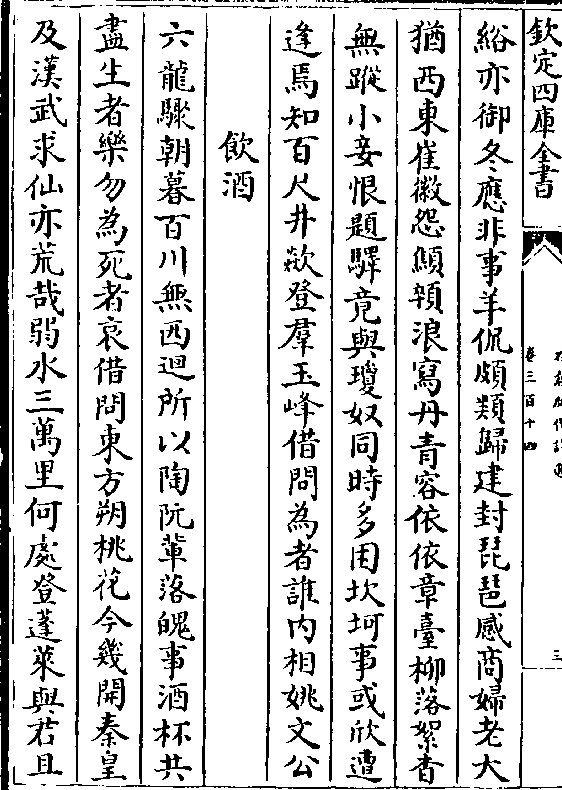 欽定四庫全書
卷三百十四
三
綌亦御冬應非事羊侃頗類歸建封琵琶感商婦老大
猶西東崔徽怨顛𩓐浪寫丹青容依依章臺柳落絮杳
無蹤小妾恨題驛竟與瓊奴同時多困坎坷事或欣遭
逢焉知百尺井歘登羣玉峰借問為者誰内相姚文公
飲酒
六龍驟朝暮百川無西迴所以陶阮輩落魄事酒杯共
盡生者樂勿為死者哀借問東方朔桃花今幾開秦皇
及漢武求仙亦荒哉弱水三萬里何處登蓬萊與君且